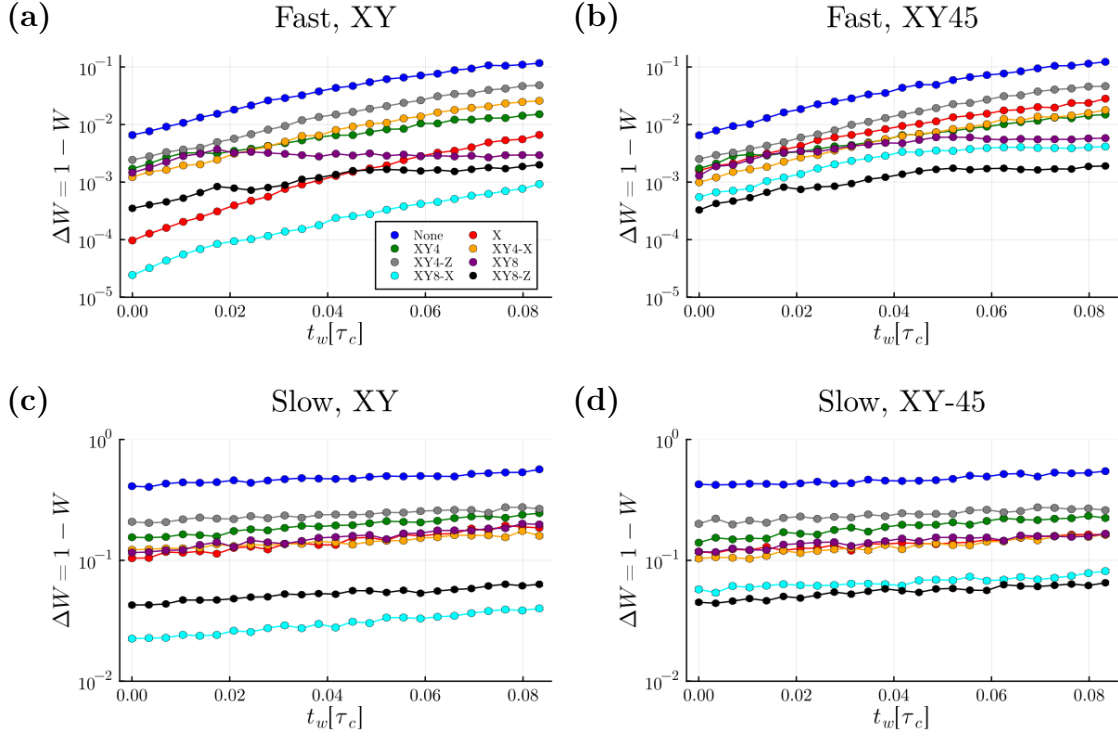 (a) Fast, XY
ΔW = 1 − W
10⁻¹
10⁻²
10⁻³
10⁻⁴
10⁻⁵
None X
XY4 XY4-X
XY4-Z XY8
XY8-X XY8-Z
0.00 0.02 0.04 0.06 0.08
t_w[τ_c]
(b) Fast, XY45
ΔW = 1 − W
10⁻¹
10⁻²
10⁻³
10⁻⁴
10⁻⁵
0.00 0.02 0.04 0.06 0.08
t_w[τ_c]
(c) Slow, XY
ΔW = 1 − W
10⁰
10⁻¹
10⁻²
0.00 0.02 0.04 0.06 0.08
t_w[τ_c]
(d) Slow, XY-45
ΔW = 1 − W
10⁰
10⁻¹
10⁻²
0.00 0.02 0.04 0.06 0.08
t_w[τ_c]